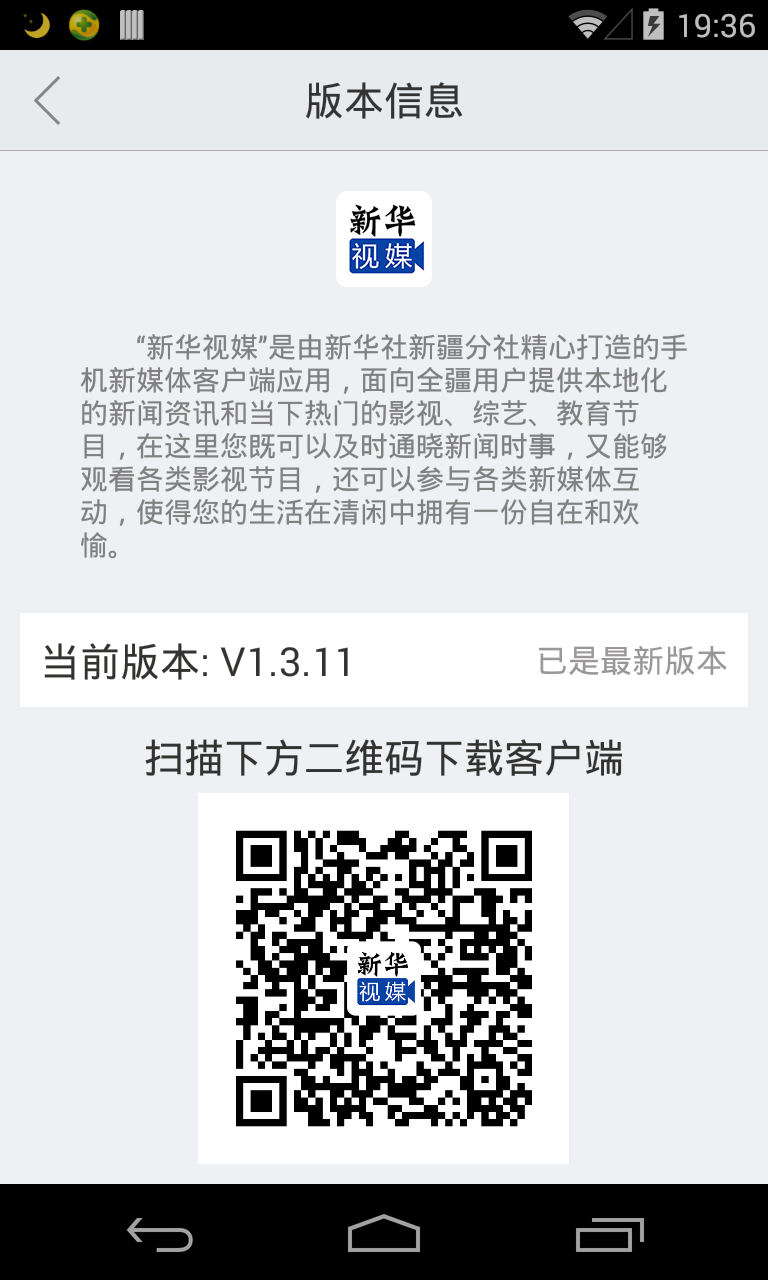 19:36
版本信息
新华
视媒
“新华视媒”是由新华社新疆分社精心打造的手
机新媒体客户端应用，面向全疆用户提供本地化
的新闻资讯和当下热门的影视、综艺、教育节
目，在这里您既可以及时通晓新闻时事，又能够
观看各类影视节目，还可以参与各类新媒体互
动，使得您的生活在清闲中拥有一份自在和欢
愉。
当前版本: V1.3.11 已是最新版本
扫描下方二维码下载客户端
新华
视媒